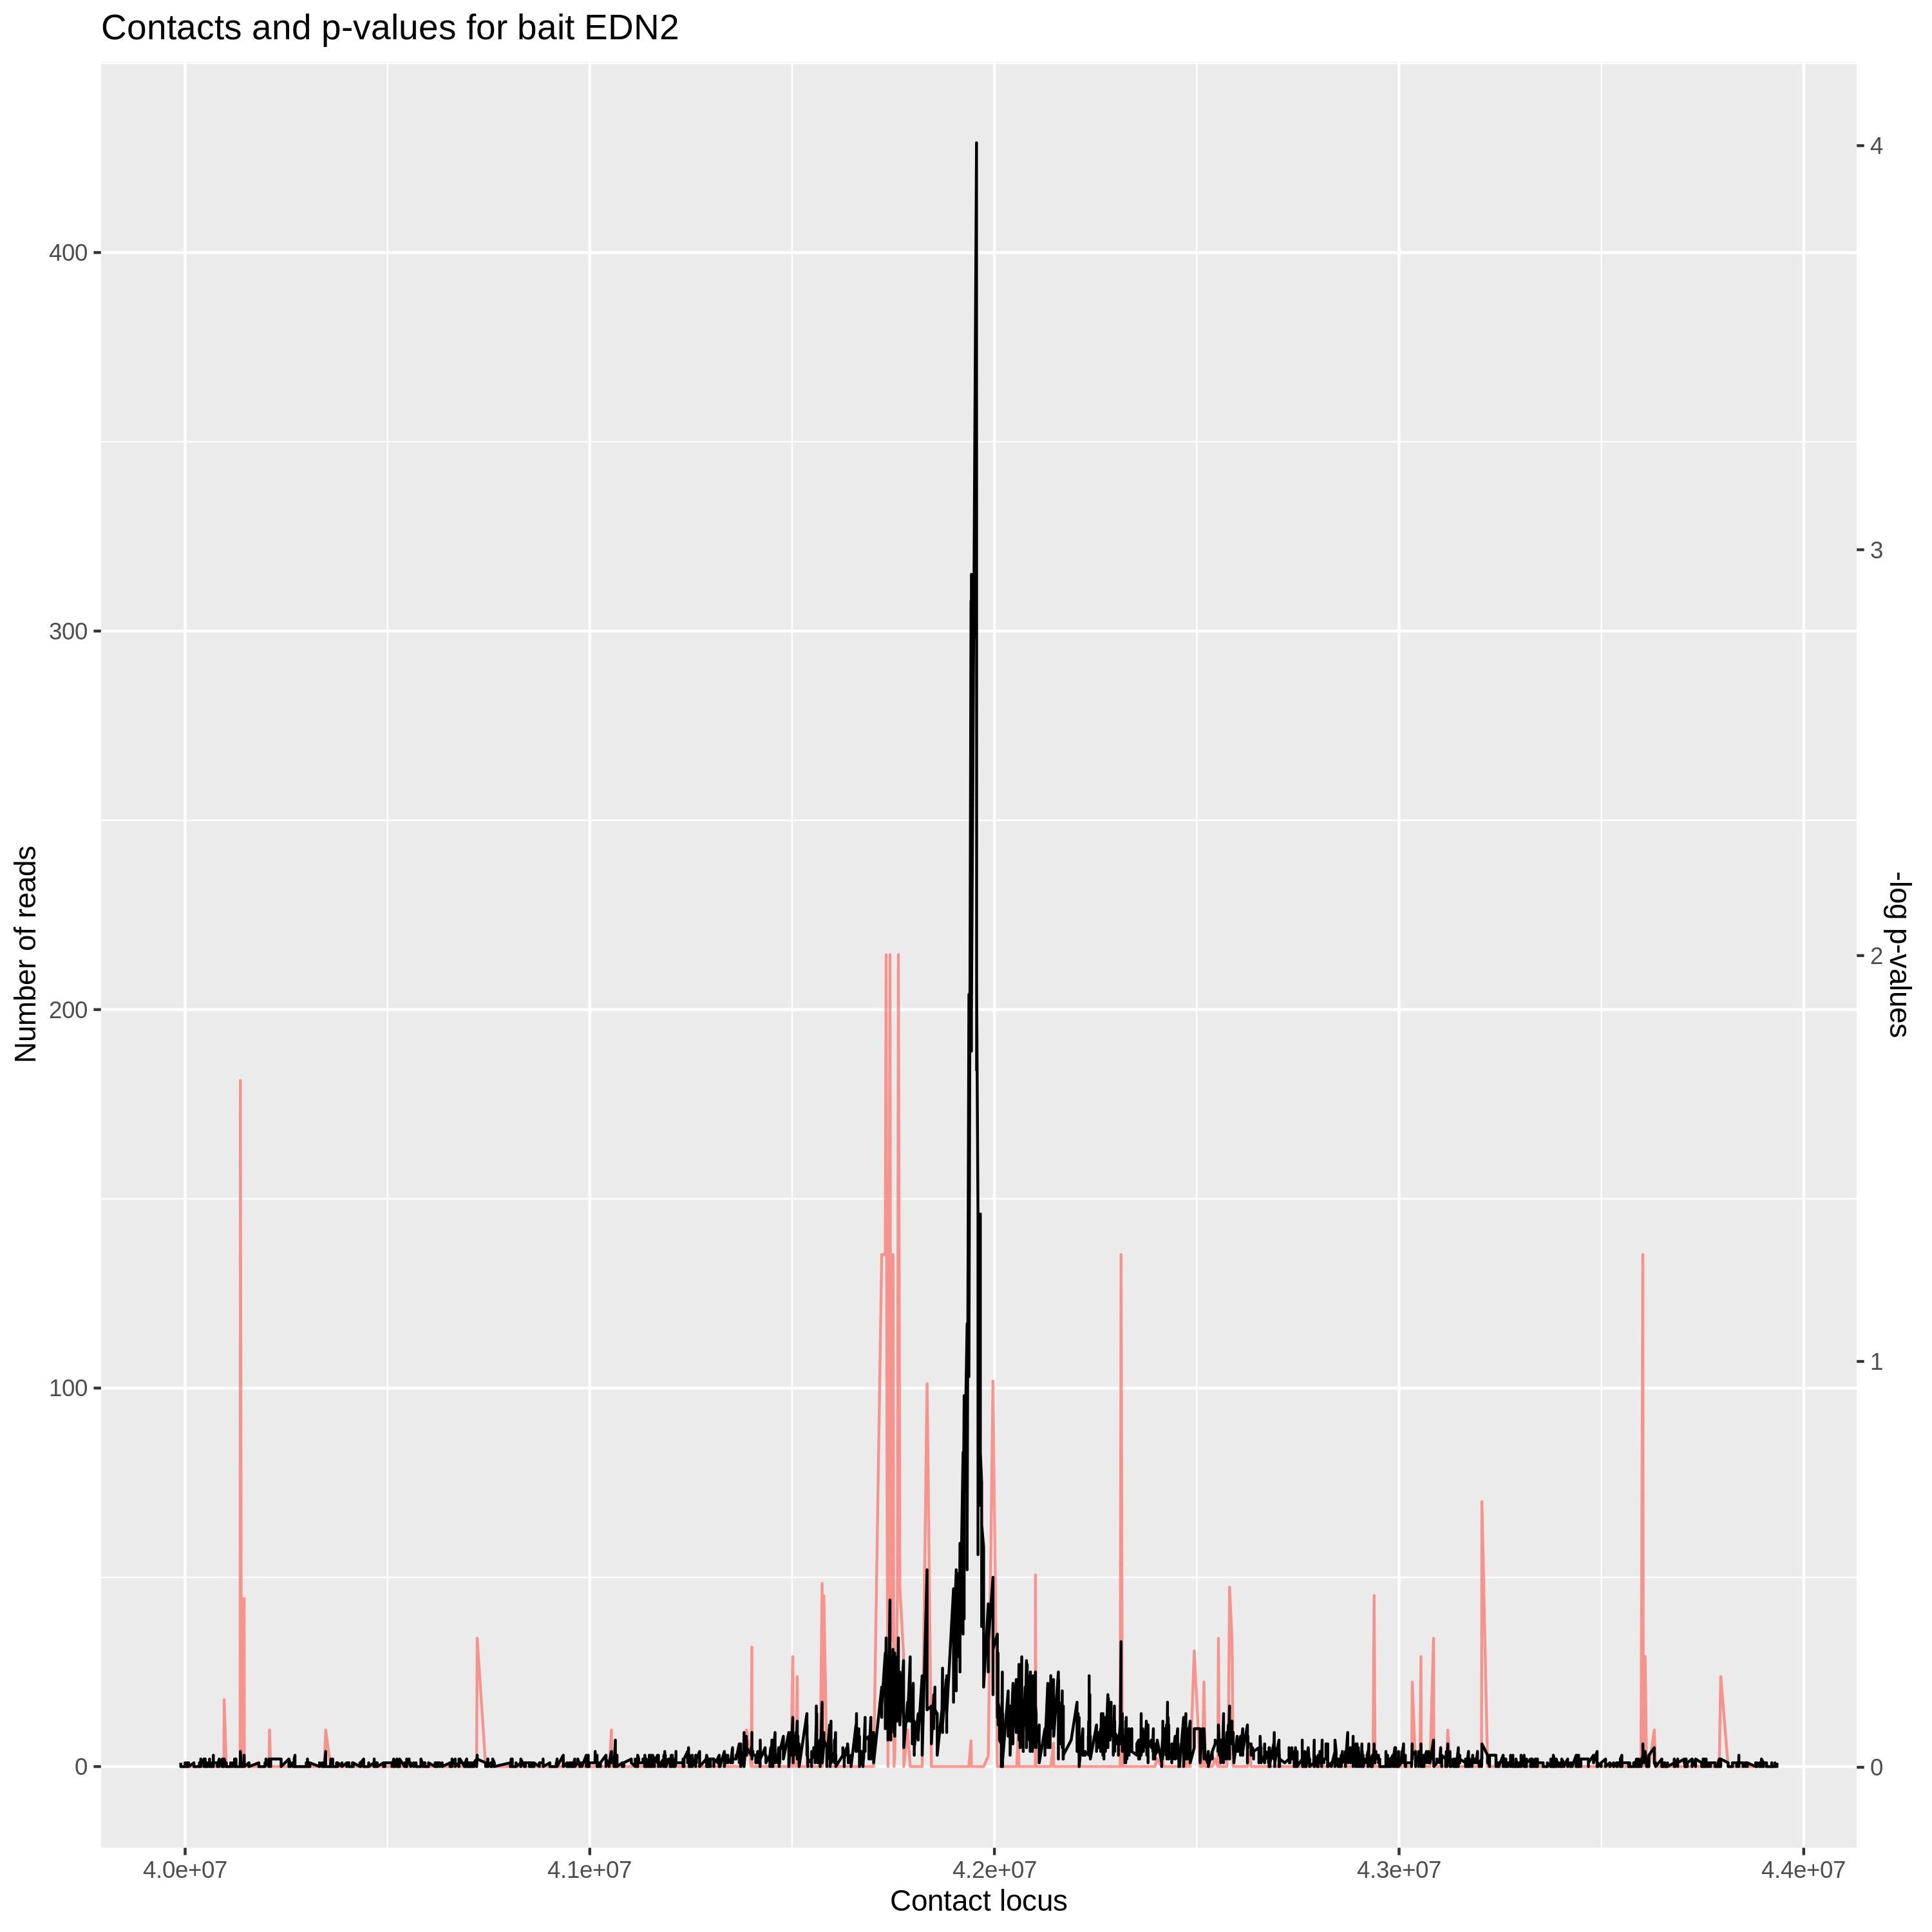 Contacts and p-values for bait EDN2
400
300
200
100
0
Number of reads
4
3
2
1
0
-log p-values
4.0e+07 4.1e+07 4.2e+07 4.3e+07 4.4e+07
Contact locus